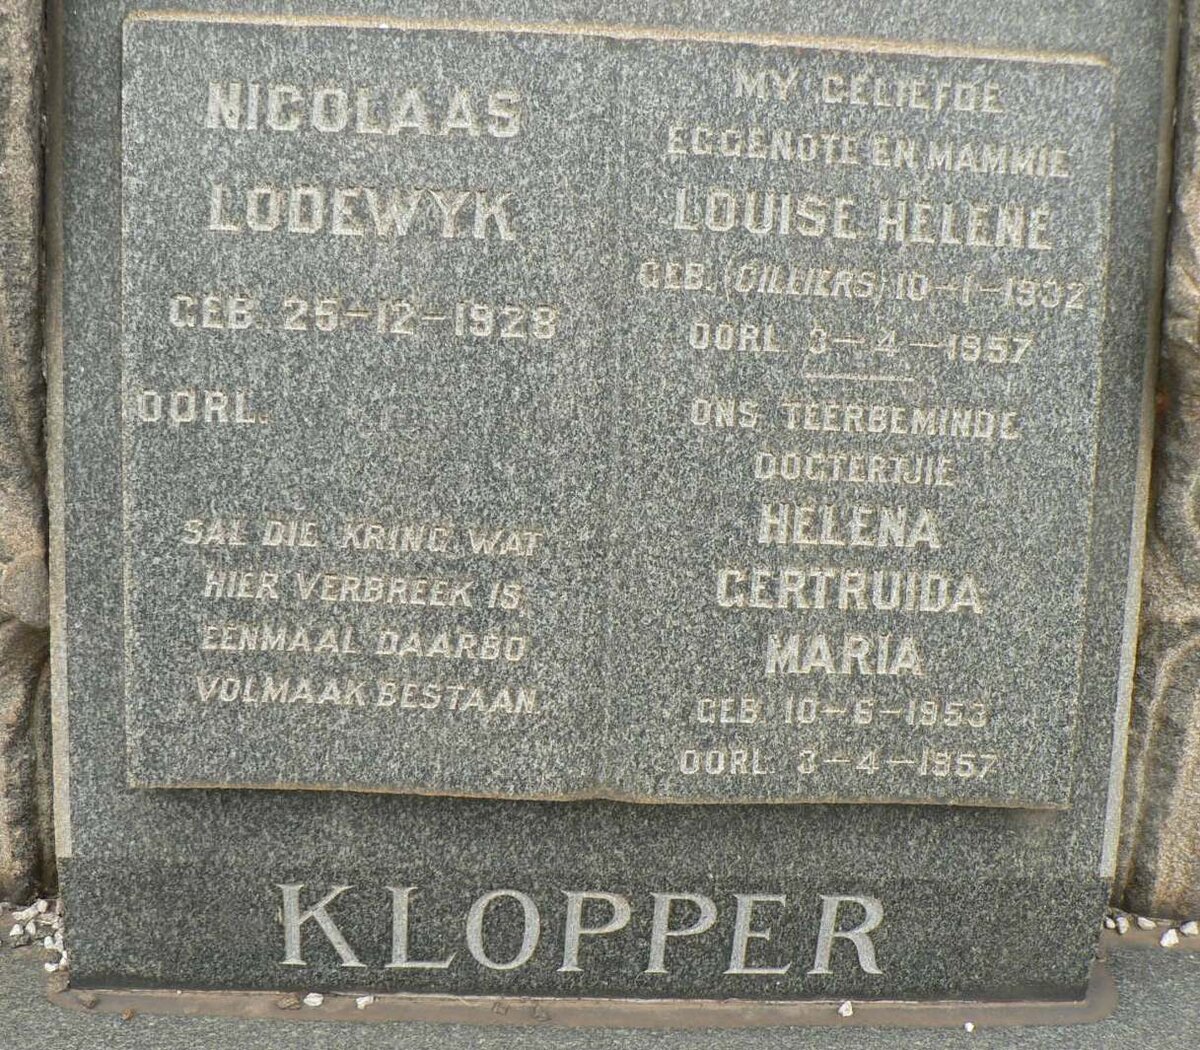 NICOLAAS
LODEWYK
GEB. 25-12-1928
OORL.
SAL DIE KRING WAT
HIER VERBREEK IS,
EENMAAL DAARBO
VOLMAAK BESTAAN.
MY GELIEFDE
EGGENOTE EN MAMMIE
LOUISE HELENE
GEB. (CILLIERS) 10-1-1932
OORL. 3-4-1957
ONS TEERBEMINDE
DOGTERTJIE
HELENA
GERTRUIDA
MARIA
GEB. 10-6-1953
OORL. 3-4-1957
KLOPPER